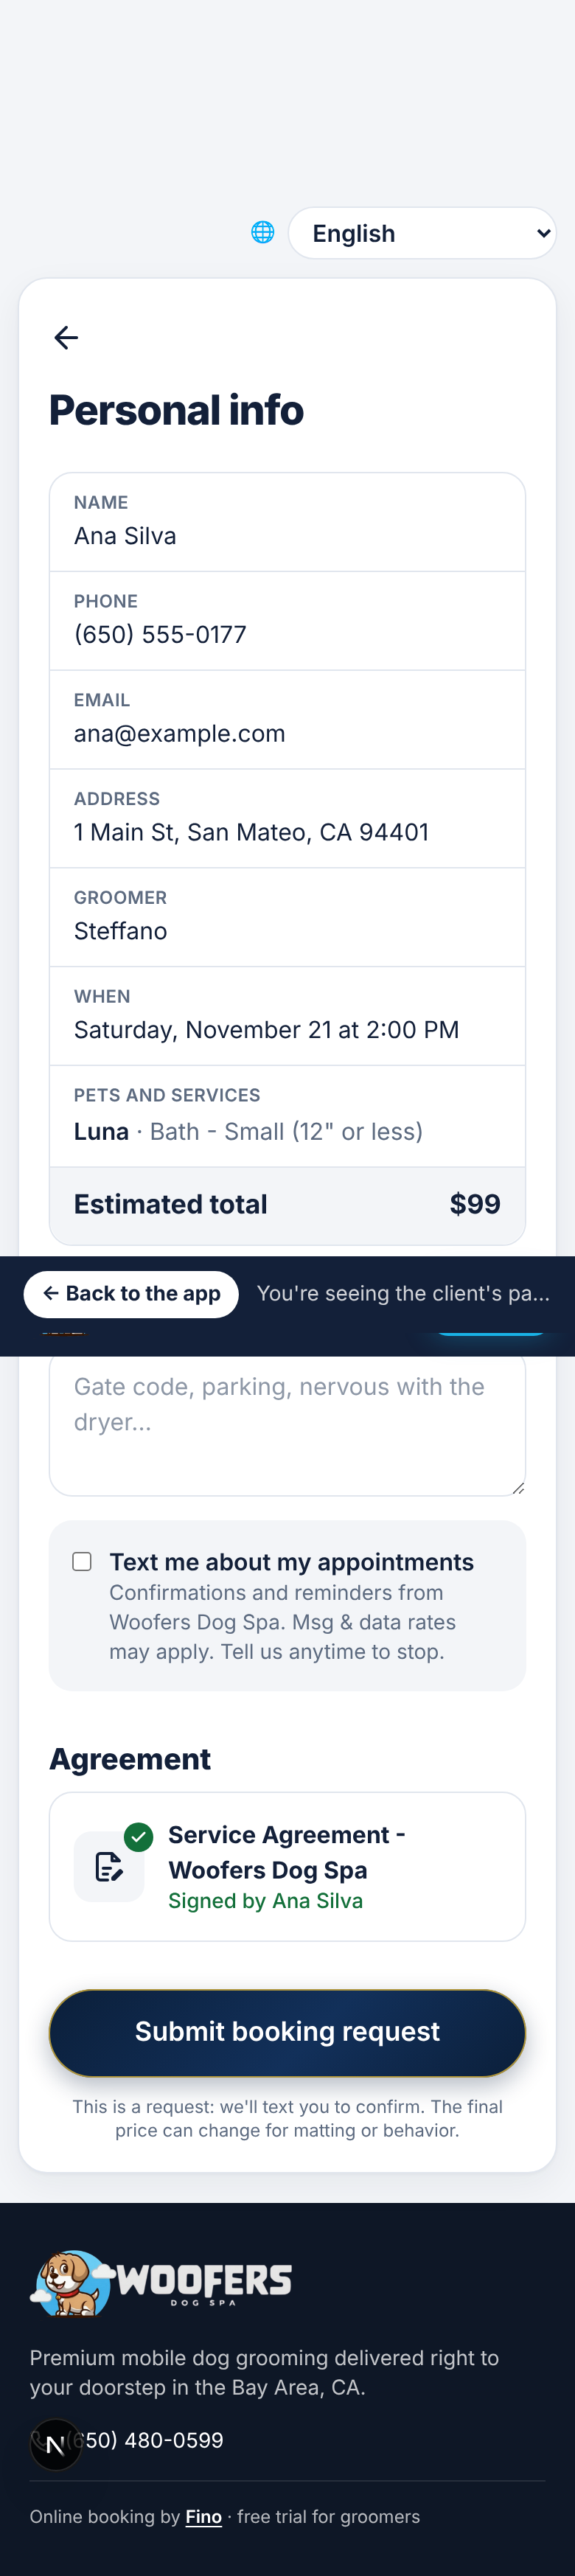 English
Personal info
NAME
Ana Silva
PHONE
(650) 555-0177
EMAIL
ana@example.com
ADDRESS
1 Main St, San Mateo, CA 94401
GROOMER
Steffano
WHEN
Saturday, November 21 at 2:00 PM
PETS AND SERVICES
Luna · Bath - Small (12" or less)
Estimated total $99
← Back to the app You're seeing the client's pa...
Gate code, parking, nervous with the
dryer...
Text me about my appointments
Confirmations and reminders from
Woofers Dog Spa. Msg & data rates
may apply. Tell us anytime to stop.
Agreement
Service Agreement -
Woofers Dog Spa
Signed by Ana Silva
Submit booking request
This is a request: we'll text you to confirm. The final
price can change for matting or behavior.
WOOFERS
DOG SPA
Premium mobile dog grooming delivered right to
your doorstep in the Bay Area, CA.
N (650) 480-0599
Online booking by Fino · free trial for groomers